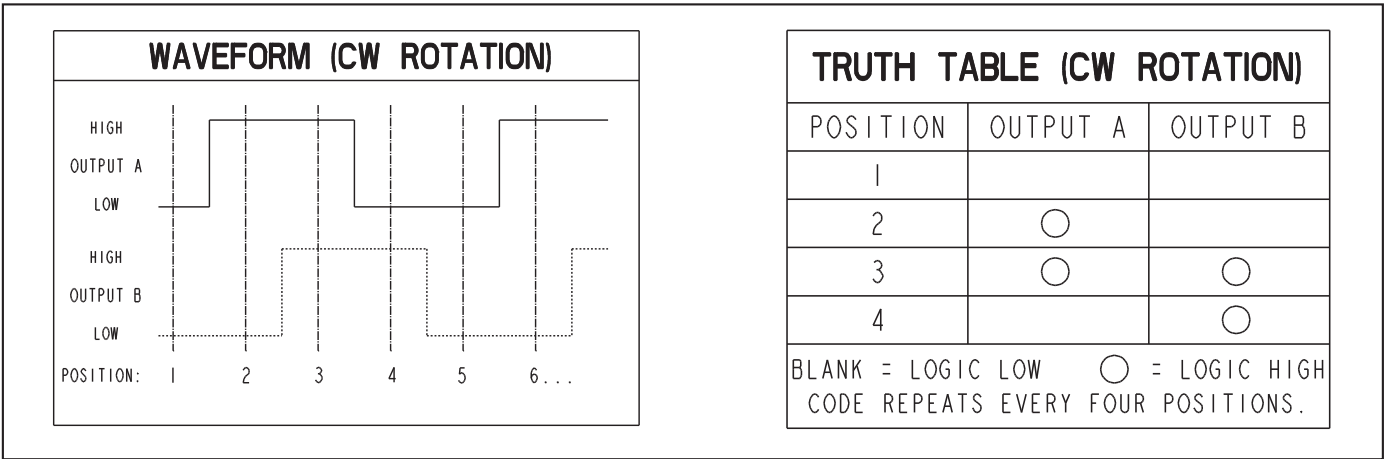 WAVEFORM (CW ROTATION)
HIGH
OUTPUT A
LOW
HIGH
OUTPUT B
LOW
POSITION: 1 2 3 4 5 6...
TRUTH TABLE (CW ROTATION)
POSITION OUTPUT A OUTPUT B
1
2
3
4
BLANK = LOGIC LOW ○ = LOGIC HIGH
CODE REPEATS EVERY FOUR POSITIONS.